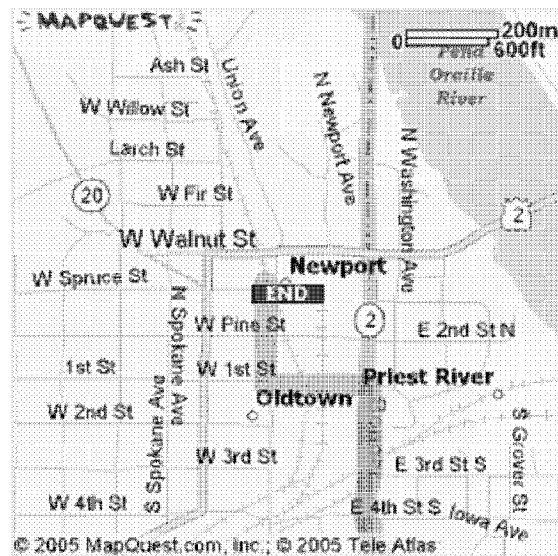 MAPQUEST
0 200m
600ft
Pend
Oreille
River
Ash St
Union Ave
N Newport Ave
N Washington Ave
W Willow St
Larch St
20
W Fir St
2
W Walnut St
Newport
W Spruce St
END
N Spokane Ave
W Pine St
2
E 2nd St N
1st St
W 1st St
Priest River
Oldtown
W 2nd St
S Spokane Ave
S Grover St
W 3rd St
E 3rd St S
W 4th St
E 4th St S
Iowa Ave
© 2005 MapQuest.com, Inc.; © 2005 Tele Atlas